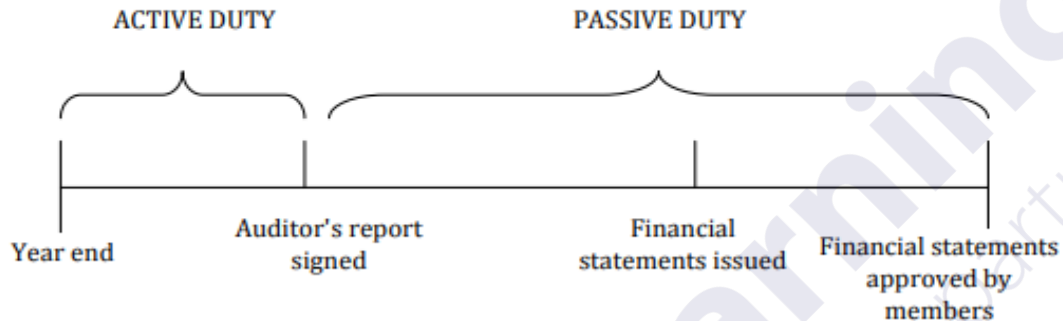 ACTIVE DUTY
PASSIVE DUTY
Year end
Auditor's report
signed
Financial
statements issued
Financial statements
approved by
members